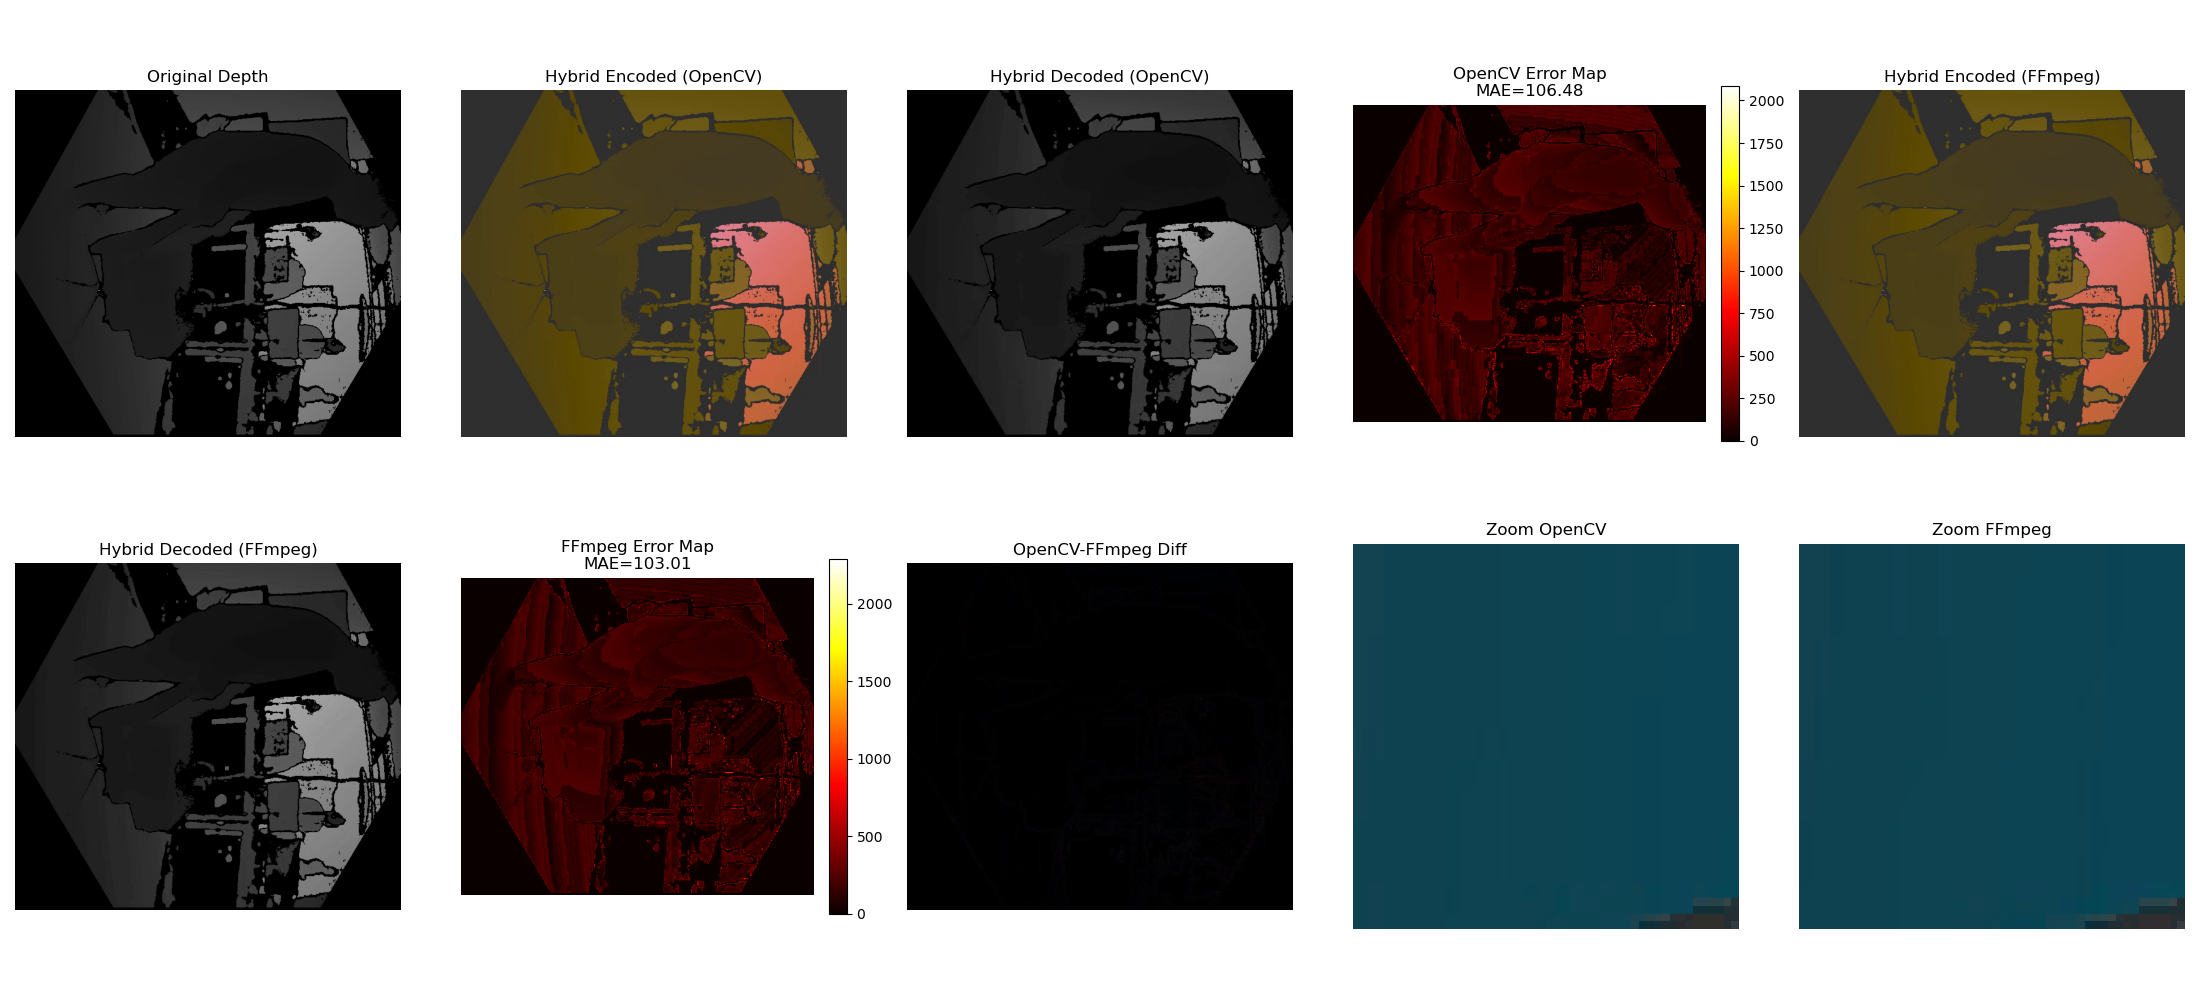 Original Depth
Hybrid Encoded (OpenCV)
Hybrid Decoded (OpenCV)
OpenCV Error Map
MAE=106.48
2000
1750
1500
1250
1000
750
500
250
0
Hybrid Encoded (FFmpeg)
Hybrid Decoded (FFmpeg)
FFmpeg Error Map
MAE=103.01
2000
1500
1000
500
0
OpenCV-FFmpeg Diff
Zoom OpenCV
Zoom FFmpeg